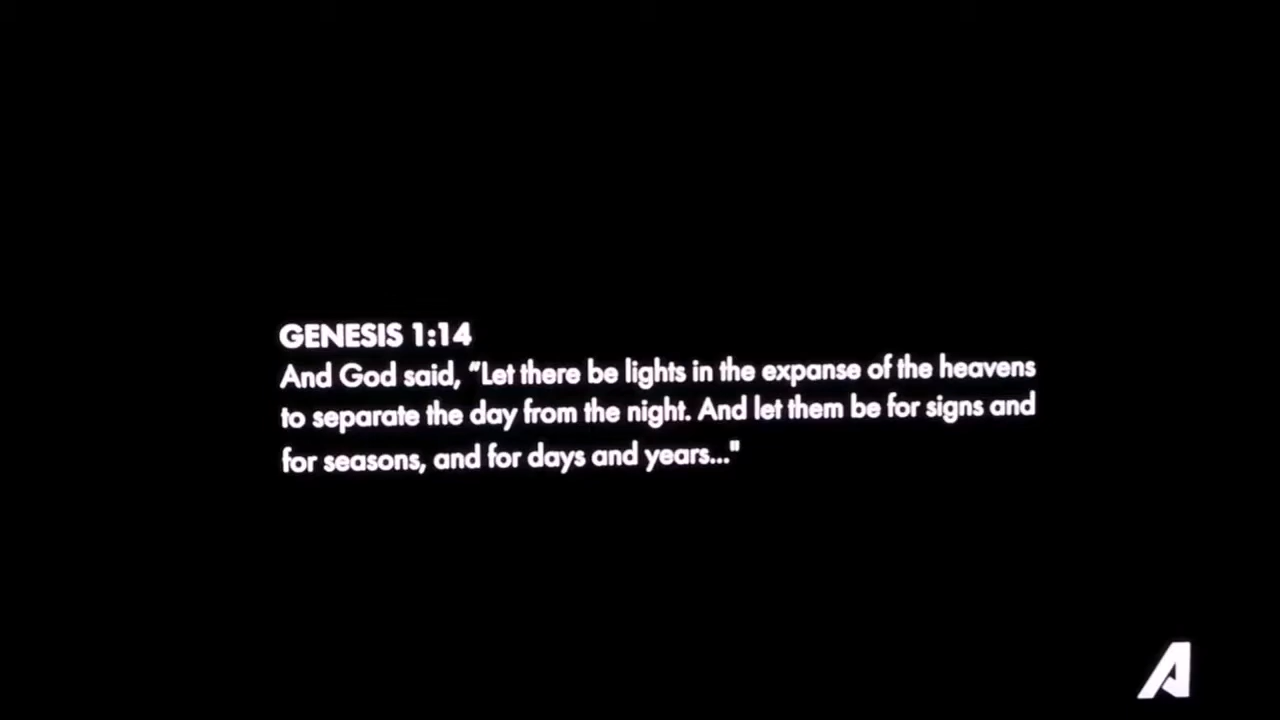 GENESIS 1:14
And God said, "Let there be lights in the expanse of the heavens
to separate the day from the night. And let them be for signs and
for seasons, and for days and years..."
A